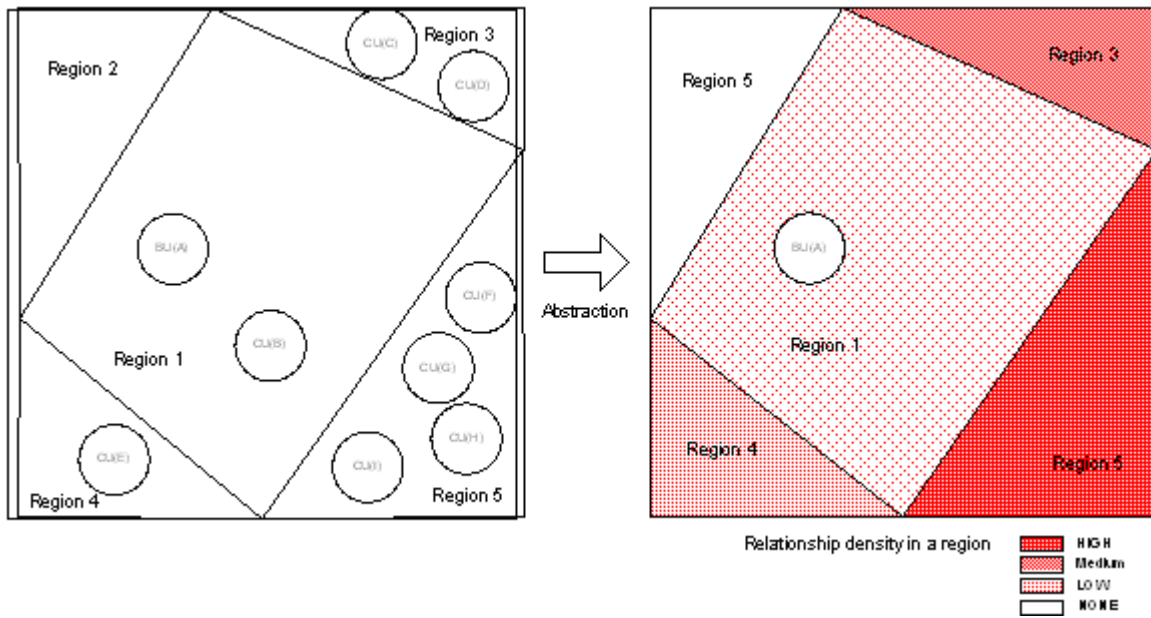 CU(C)
Region 3
Region 2
CU(D)
BU(A)
CU(F)
CU(B)
Region 1
CU(G)
CU(H)
CU(E)
CU(I)
Region 4
Region 5
Abstraction
Region 3
Region 5
BU(A)
Region 1
Region 4
Region 5
Relationship density in a region
HIGH
Medium
LOW
NONE